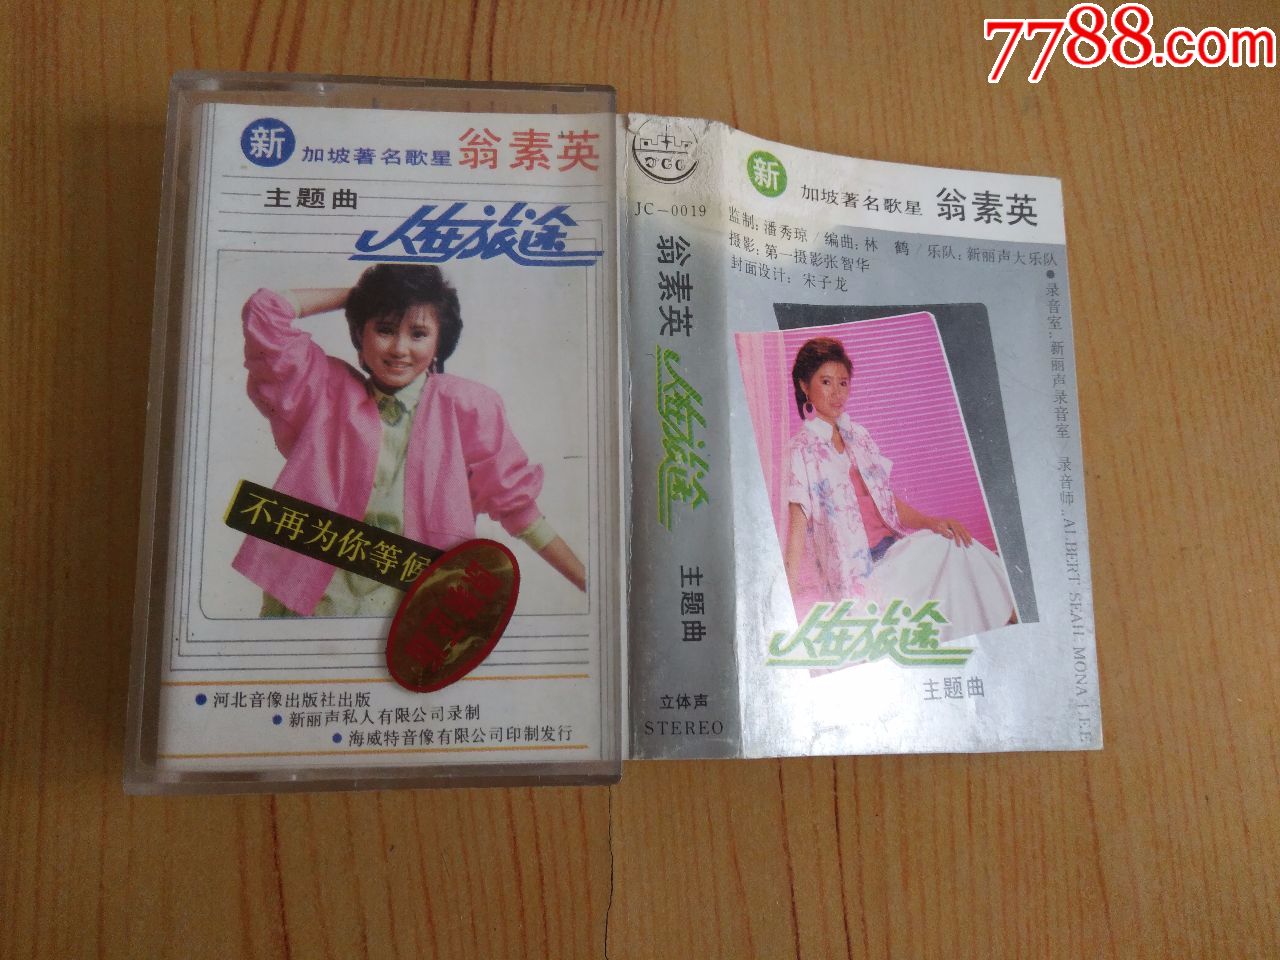 7788.com
新
加坡著名歌星 翁素英
主题曲
人在旅途
不再为你等候
河北音像出版社出版
新丽声私人有限公司录制
海威特音像有限公司印制发行
JC-0019
翁素英
人在旅途
主题曲
立体声
STEREO
新
加坡著名歌星 翁素英
监制：潘秀琼/编曲：林 鹤/乐队：新丽声大乐队
摄影：第一摄影张智华
封面设计：宋子龙
●录音室：新丽声录音室/录音师：ALBERT SEAH. MONA LEE
人在旅途
主题曲